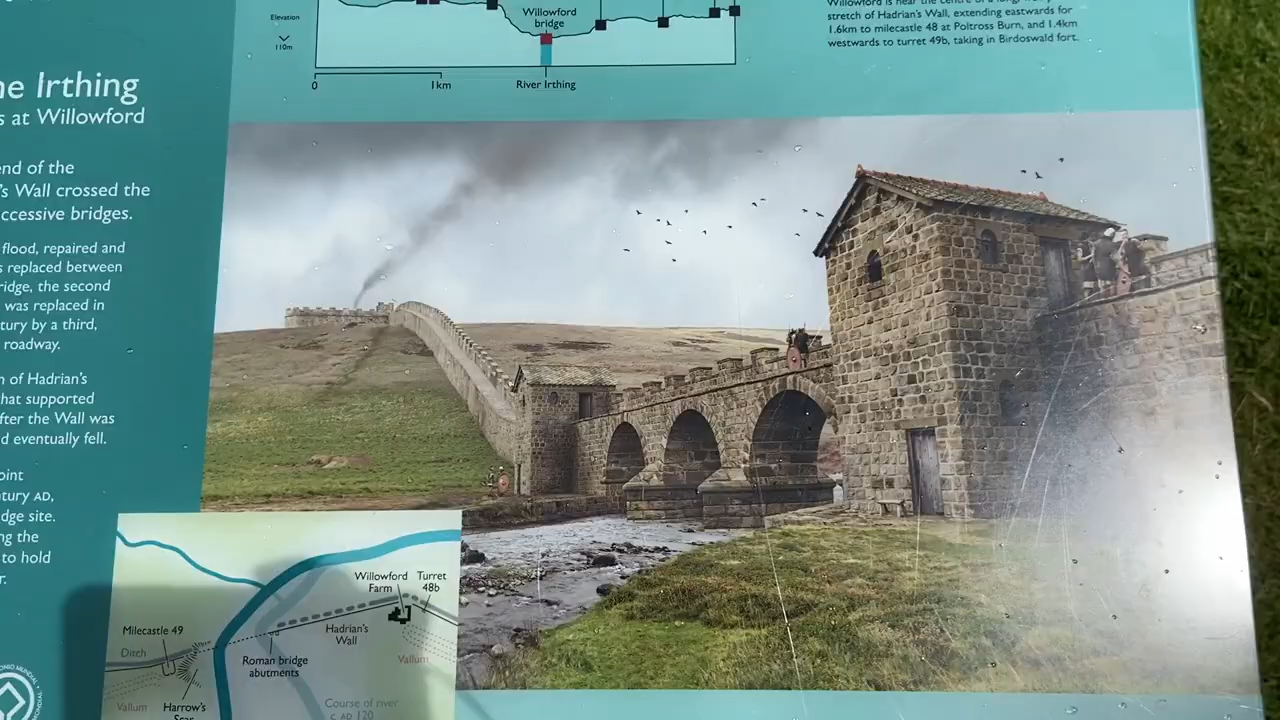 he Irthing
s at Willowford
end of the
's Wall crossed the
ccessive bridges.
flood, repaired and
s replaced between
ridge, the second
was replaced in
tury by a third,
roadway.
n of Hadrian's
hat supported
fter the Wall was
d eventually fell.
oint
tury AD,
dge site.
ng the
to hold
r.
Elevation
110m
Willowford
bridge
0
1km
River Irthing
Willowford is near the centre of a long
stretch of Hadrian's Wall, extending eastwards for
1.6km to milecastle 48 at Poltross Burn, and 1.4km
westwards to turret 49b, taking in Birdoswald fort.
Willowford
Farm
Turret
48b
Milecastle 49
Ditch
Hadrian's
Wall
Roman bridge
abutments
Vallum
Vallum
Harrow's
Scar
Course of river
c. AD 120